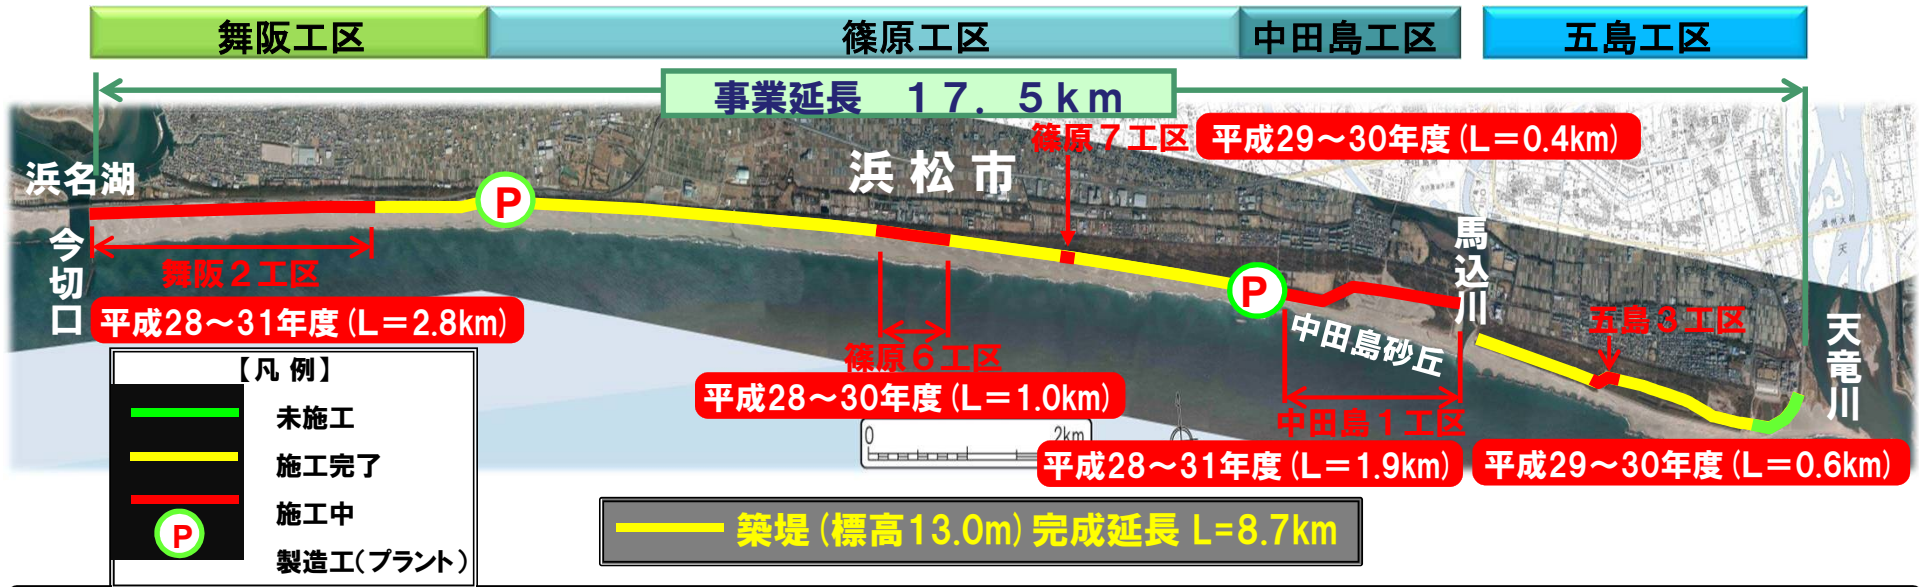 舞阪工区
篠原工区
中田島工区
五島工区
事業延長　１７．５ｋｍ
篠原７工区
平成29～30年度(L＝0.4km)
浜松市
浜名湖
今切口
舞阪２工区
平成28～31年度(L＝2.8km)
P
P
馬込川
天竜川
五島３工区
中田島砂丘
篠原６工区
平成28～30年度(L＝1.0km)
中田島１工区
平成28～31年度(L＝1.9km)
平成29～30年度(L＝0.6km)
0
2km
天
【凡 例】
未施工
施工完了
施工中
P
製造工(プラント)
築堤(標高13.0m)完成延長 L=8.7km